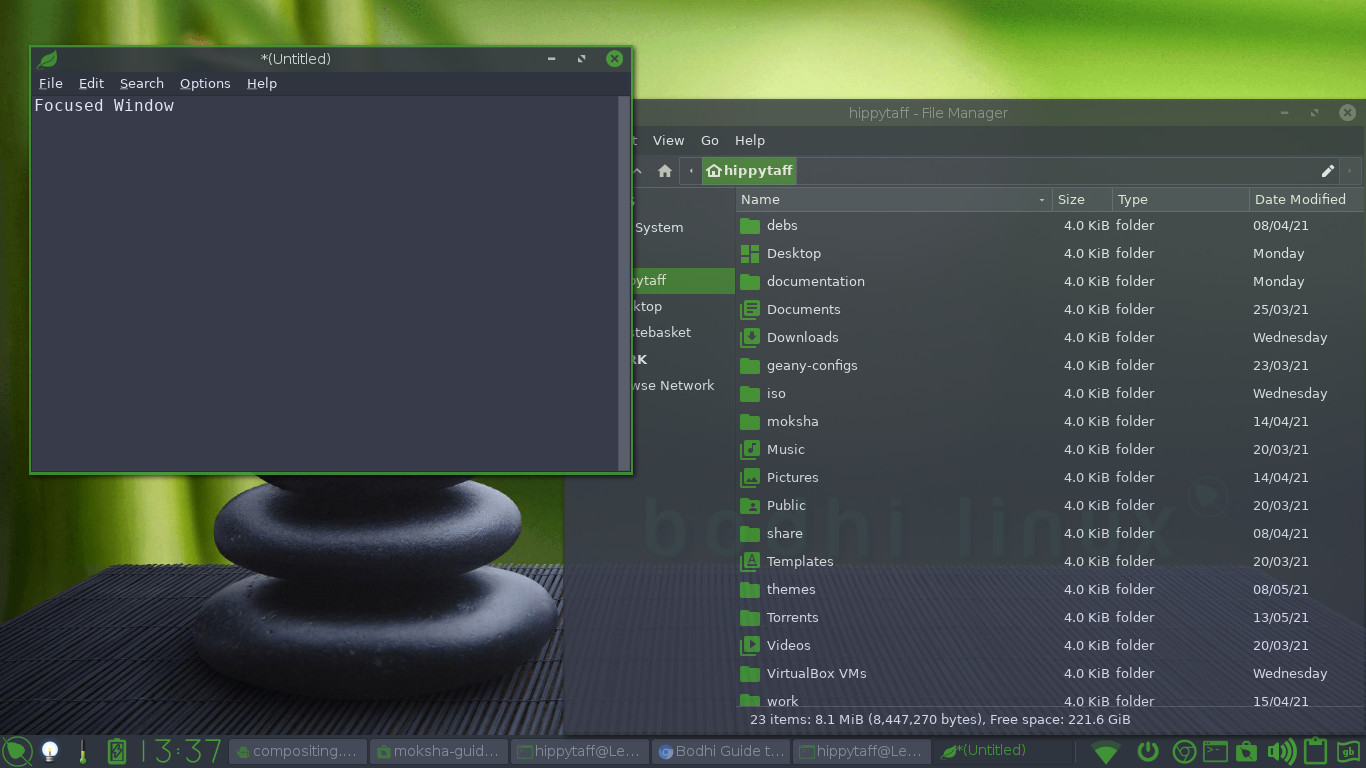 *(Untitled)
File Edit Search Options Help
Focused Window
hippytaff - File Manager
View Go Help
hippytaff
System
ytaff
ktop
tebasket
RK
wse Network
Name Size Type Date Modified
debs 4.0 KiB folder 08/04/21
Desktop 4.0 KiB folder Monday
documentation 4.0 KiB folder Monday
Documents 4.0 KiB folder 25/03/21
Downloads 4.0 KiB folder Wednesday
geany-configs 4.0 KiB folder 23/03/21
iso 4.0 KiB folder Wednesday
moksha 4.0 KiB folder 14/04/21
Music 4.0 KiB folder 20/03/21
Pictures 4.0 KiB folder 14/04/21
Public 4.0 KiB folder 20/03/21
share 4.0 KiB folder 08/04/21
Templates 4.0 KiB folder 20/03/21
themes 4.0 KiB folder 08/05/21
Torrents 4.0 KiB folder 13/05/21
Videos 4.0 KiB folder 20/03/21
VirtualBox VMs 4.0 KiB folder Wednesday
work 4.0 KiB folder 15/04/21
bodhi linux
23 items: 8.1 MiB (8,447,270 bytes), Free space: 221.6 GiB
13:37 compositing.... moksha-guid... hippytaff@Le... Bodhi Guide t... hippytaff@Le... *(Untitled) gb